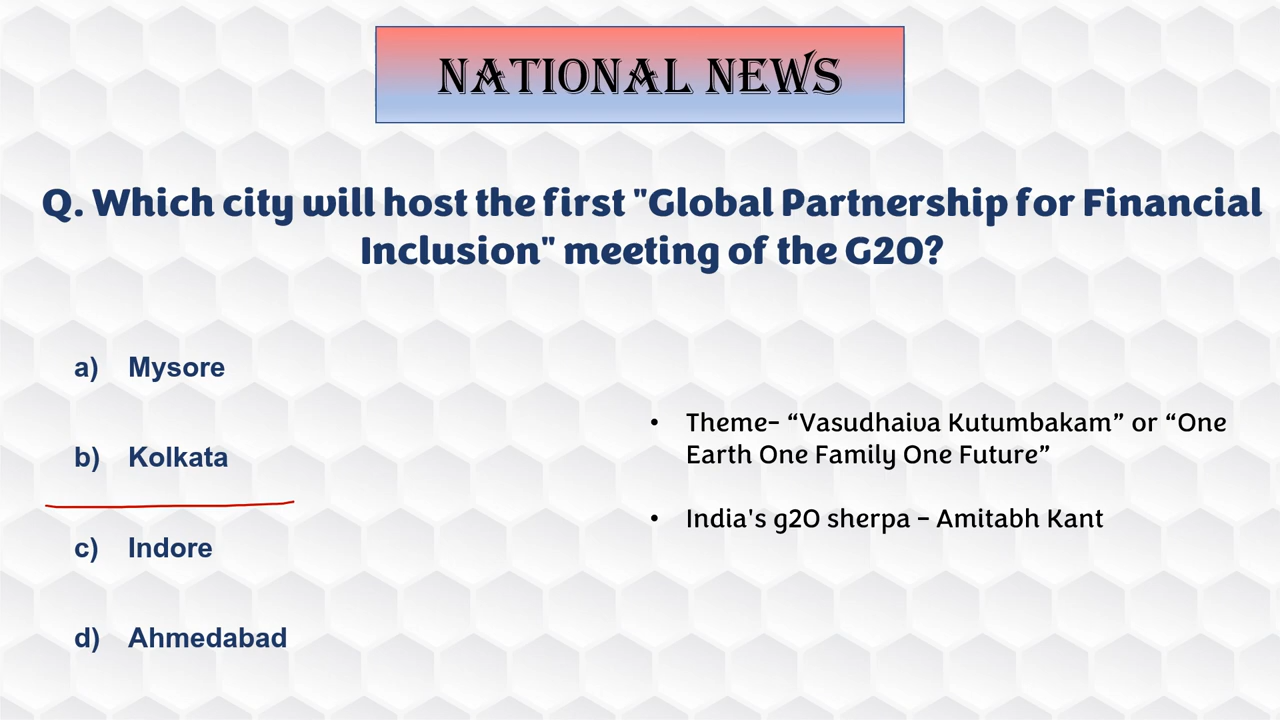 NATIONAL NEWS
Q. Which city will host the first "Global Partnership for Financial
Inclusion" meeting of the G20?
a) Mysore
b) Kolkata
c) Indore
d) Ahmedabad
• Theme- “Vasudhaiva Kutumbakam” or “One
Earth One Family One Future”
• India's g20 sherpa – Amitabh Kant